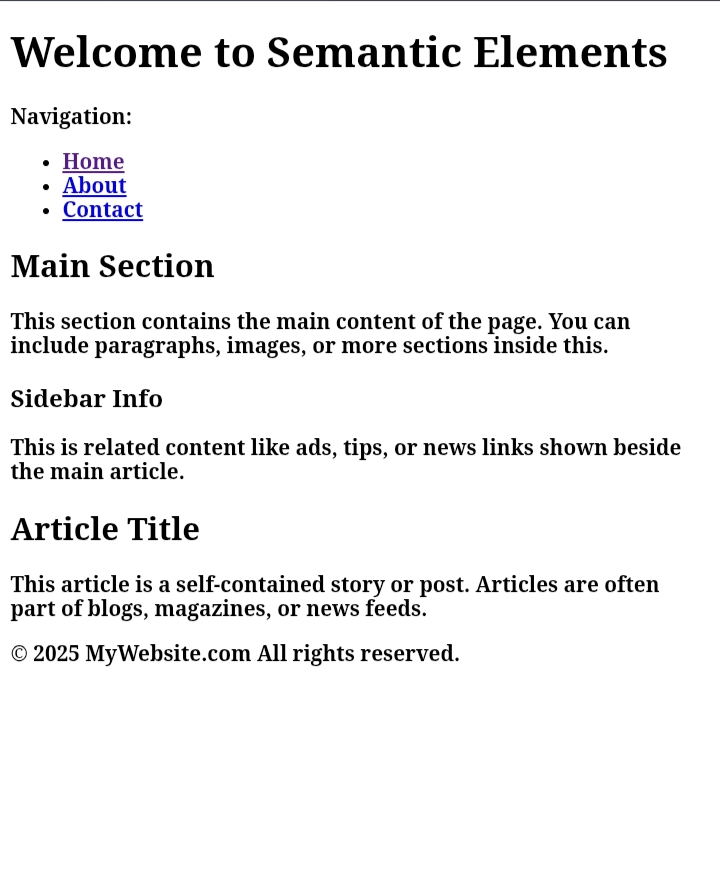 Welcome to Semantic Elements
Navigation:
• Home
• About
• Contact
Main Section
This section contains the main content of the page. You can
include paragraphs, images, or more sections inside this.
Sidebar Info
This is related content like ads, tips, or news links shown beside
the main article.
Article Title
This article is a self-contained story or post. Articles are often
part of blogs, magazines, or news feeds.
© 2025 MyWebsite.com All rights reserved.